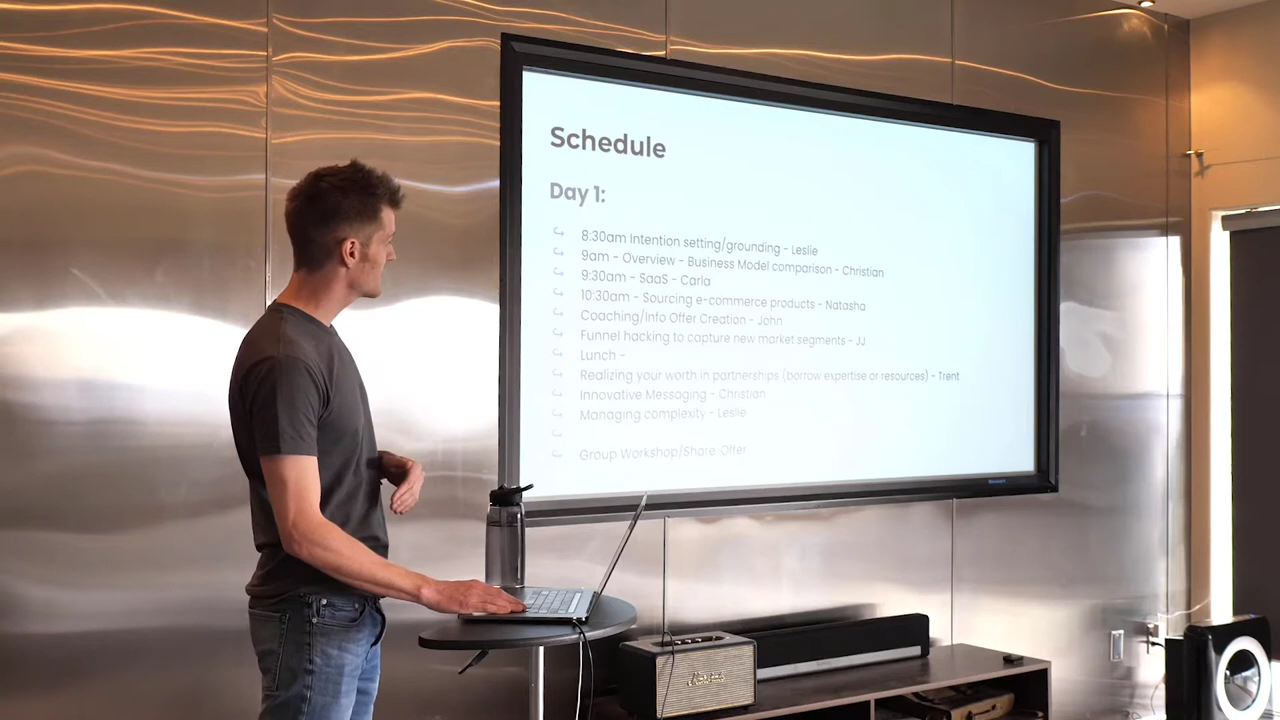 Schedule
Day 1:
8:30am Intention setting/grounding - Leslie
9am - Overview - Business Model comparison - Christian
9:30am - SaaS - Carla
10:30am - Sourcing e-commerce products - Natasha
Coaching/Info Offer Creation - John
Funnel hacking to capture new market segments - JJ
Lunch -
Realizing your worth in partnerships (borrow expertise or resources) - Trent
Innovative Messaging - Christian
Managing complexity - Leslie
Group Workshop/Share Offer
Marshall